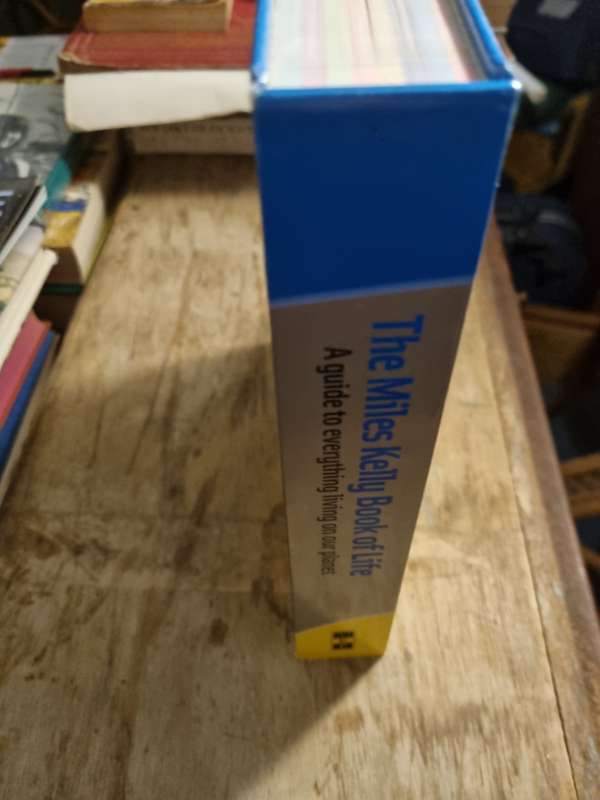 The Miles Kelly Book of Life
A guide to everything living on our planet